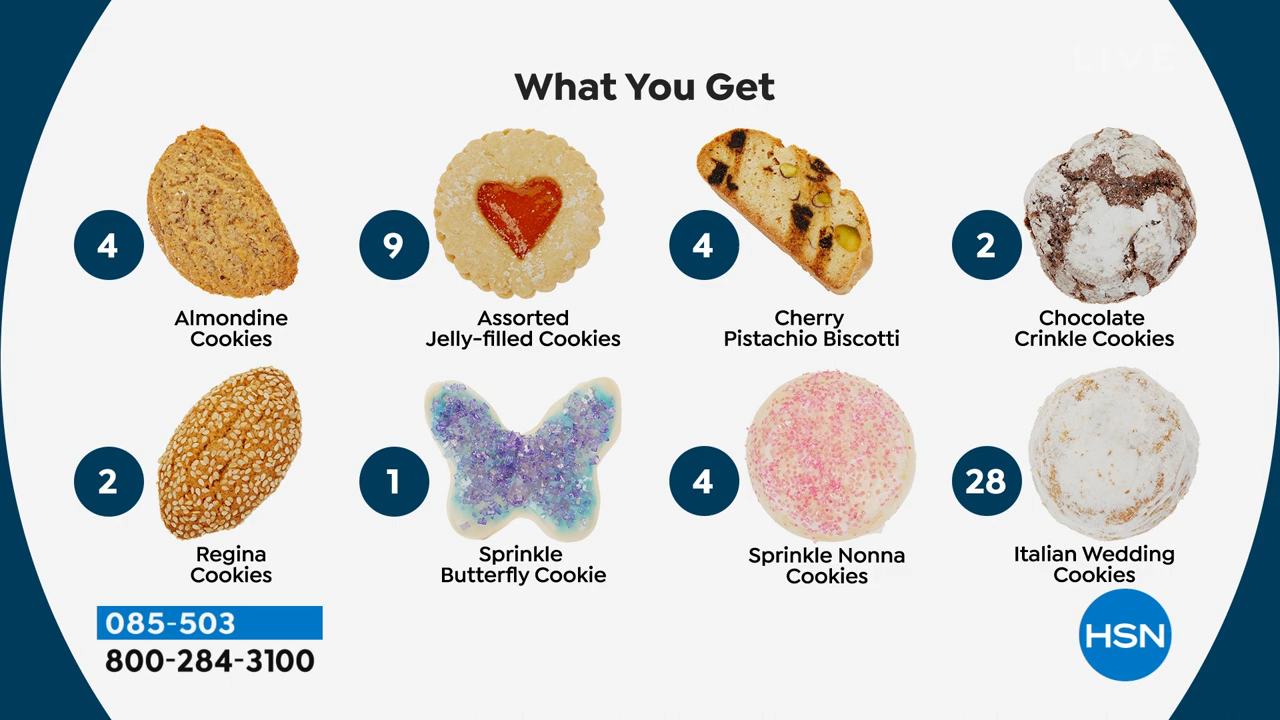 LIVE
What You Get
4
Almondine
Cookies
9
Assorted
Jelly-filled Cookies
4
Cherry
Pistachio Biscotti
2
Chocolate
Crinkle Cookies
2
Regina
Cookies
1
Sprinkle
Butterfly Cookie
4
Sprinkle Nonna
Cookies
28
Italian Wedding
Cookies
085-503
800-284-3100
HSN